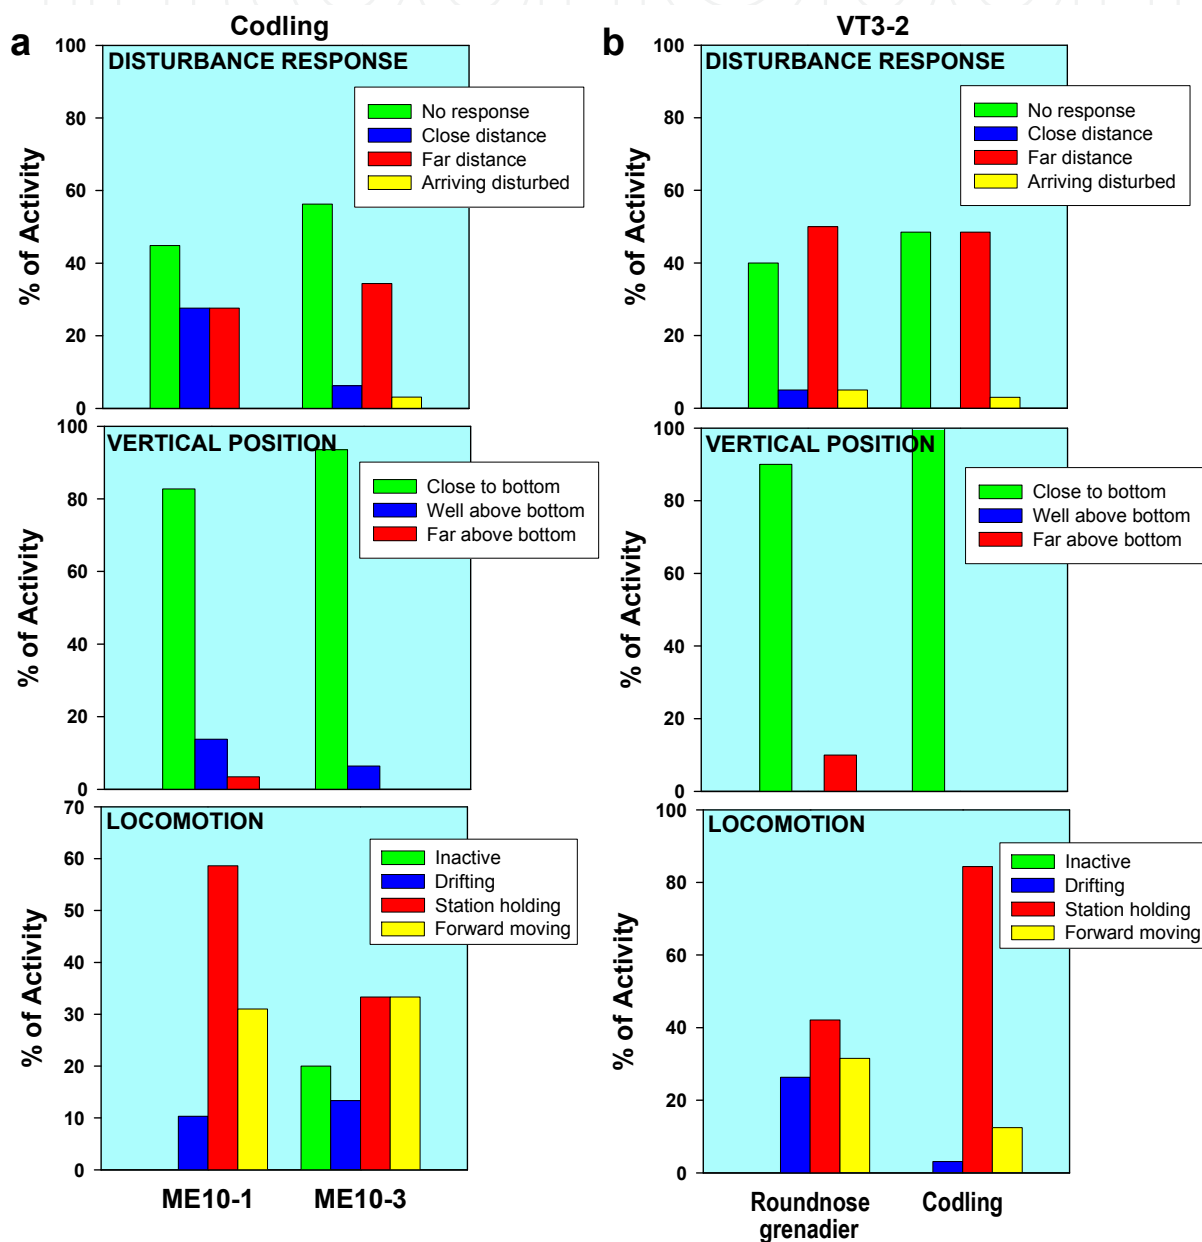 a
Codling
100
80
60
40
20
0
% of Activity
DISTURBANCE RESPONSE
No response
Close distance
Far distance
Arriving disturbed
100
80
60
40
20
0
% of Activity
VERTICAL POSITION
Close to bottom
Well above bottom
Far above bottom
70
60
50
40
30
20
10
0
% of Activity
LOCOMOTION
Inactive
Drifting
Station holding
Forward moving
ME10-1
ME10-3
b
VT3-2
100
80
60
40
20
0
% of Activity
DISTURBANCE RESPONSE
No response
Close distance
Far distance
Arriving disturbed
100
80
60
40
20
0
% of Activity
VERTICAL POSITION
Close to bottom
Well above bottom
Far above bottom
100
80
60
40
20
0
% of Activity
LOCOMOTION
Inactive
Drifting
Station holding
Forward moving
Roundnose
grenadier
Codling